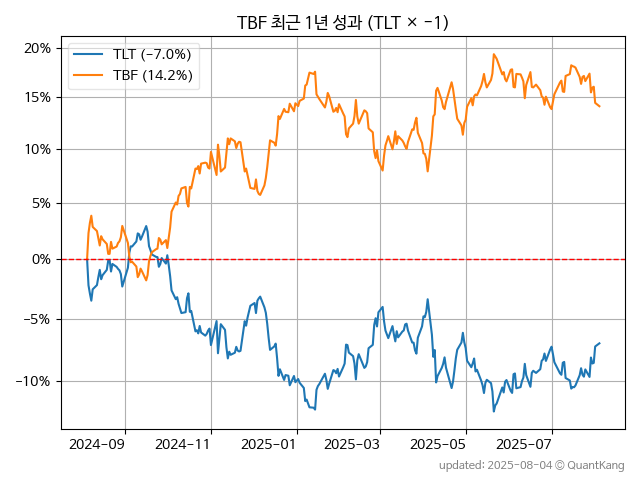 TBF 최근 1년 성과 (TLT × −1)
TLT (−7.0%)
TBF (14.2%)
20%
15%
10%
5%
0%
−5%
−10%
2024-09 2024-11 2025-01 2025-03 2025-05 2025-07
updated: 2025-08-04 © QuantKang